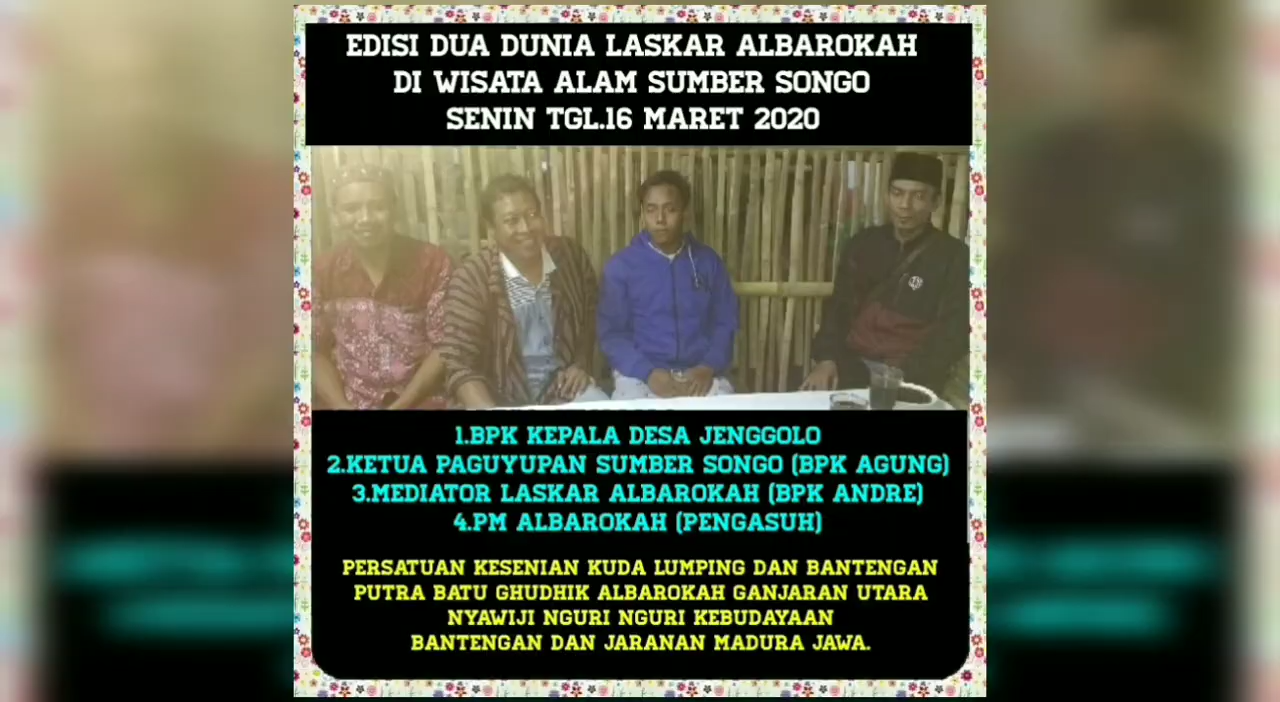 EDISI DUA DUNIA LASKAR ALBAROKAH
DI WISATA ALAM SUMBER SONGO
SENIN TGL.16 MARET 2020
1.BPK KEPALA DESA JENGGOLO
2.KETUA PAGUYUPAN SUMBER SONGO (BPK AGUNG)
3.MEDIATOR LASKAR ALBAROKAH (BPK ANDRE)
4.PM ALBAROKAH (PENGASUH)
PERSATUAN KESENIAN KUDA LUMPING DAN BANTENGAN
PUTRA BATU GHUDHIK ALBAROKAH GANJARAN UTARA
NYAWIJI NGURI NGURI KEBUDAYAAN
BANTENGAN DAN JARANAN MADURA JAWA.